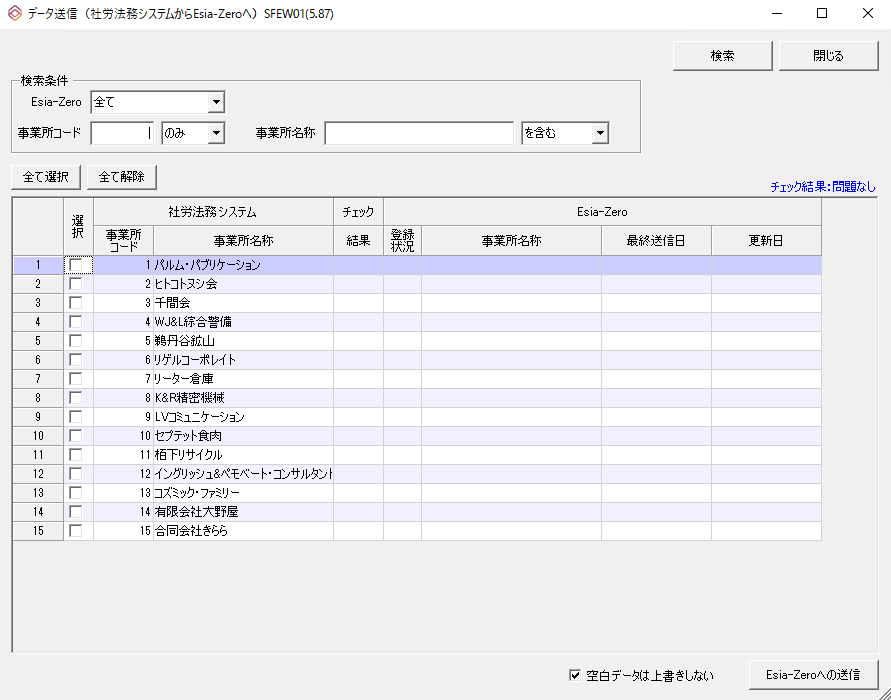 データ送信（社労法務システムからEsia-Zeroへ）SFEW01(5.87)
検索 閉じる
検索条件
Esia-Zero 全て
事業所コード のみ 事業所名称 を含む
全て選択 全て解除
チェック結果：問題なし
選択 社労法務システム チェック Esia-Zero
事業所コード 事業所名称 結果 登録状況 事業所名称 最終送信日 更新日
1 1 パルム・パブリケーション
2 2 ヒトコトヌシ会
3 3 千間会
4 4 WJ&L綜合警備
5 5 鵜丹谷鉱山
6 6 リゲルコーポレイト
7 7 リーター倉庫
8 8 K&R精密機械
9 9 LVコミュニケーション
10 10 セプテット食肉
11 11 栢下リサイクル
12 12 イングリッシュ&ペモベート・コンサルタント
13 13 コズミック・ファミリー
14 14 有限会社大野屋
15 15 合同会社きらら
空白データは上書きしない Esia-Zeroへの送信